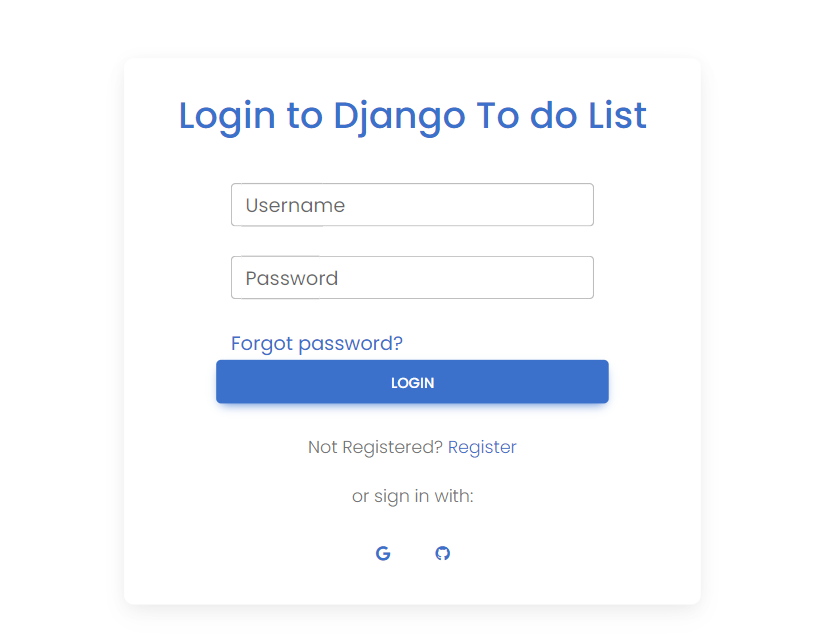 Login to Django To do List
Username
Password
Forgot password?
LOGIN
Not Registered? Register
or sign in with: